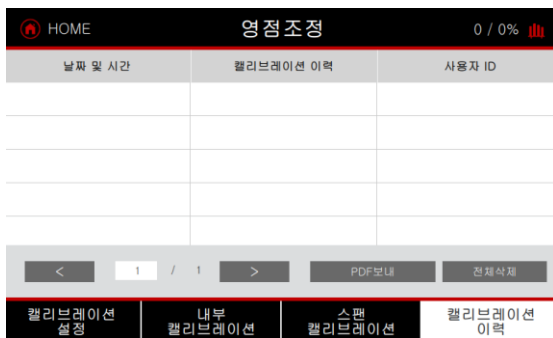 HOME 영점조정 0 / 0%
날짜 및 시간 캘리브레이션 이력 사용자 ID
< 1 / 1 > PDF보내 전체삭제
캘리브레이션 내부 스팬 캘리브레이션
설정 캘리브레이션 캘리브레이션 이력